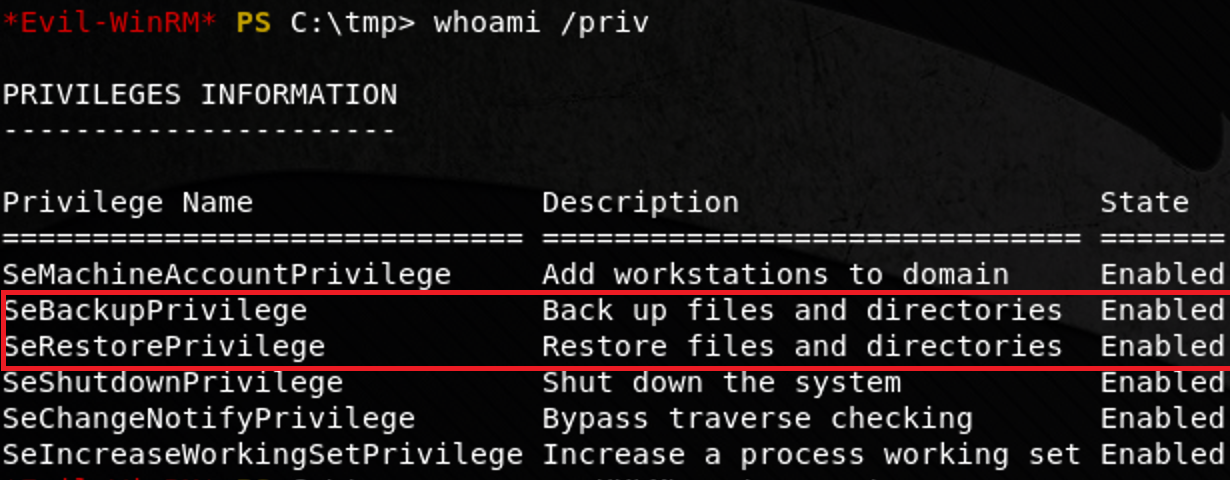 *Evil-WinRM* PS C:\tmp> whoami /priv
PRIVILEGES INFORMATION
----------------------
Privilege Name Description State
============================= ============================== =======
SeMachineAccountPrivilege Add workstations to domain Enabled
SeBackupPrivilege Back up files and directories Enabled
SeRestorePrivilege Restore files and directories Enabled
SeShutdownPrivilege Shut down the system Enabled
SeChangeNotifyPrivilege Bypass traverse checking Enabled
SeIncreaseWorkingSetPrivilege Increase a process working set Enabled